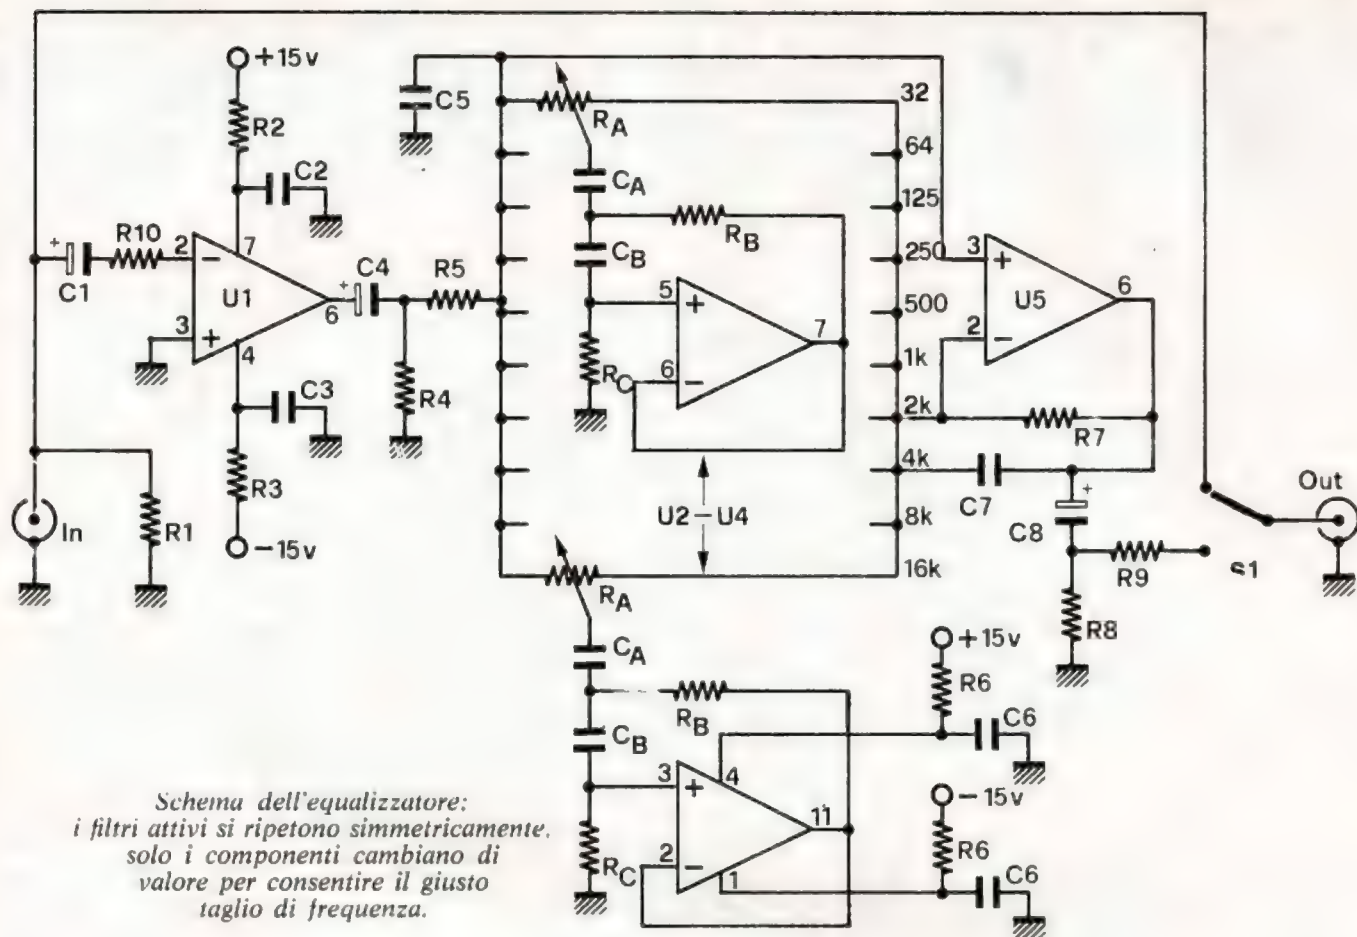 +15v
R2
C2
C1
R10
2
7
U1
3
4
6
C4
R5
R4
C3
R3
-15v
In
R1
C5
RA
CA
RB
CB
5
6
7
RC
U2 – U4
32
64
125
250
500
1k
2k
4k
8k
16k
3
U5
2
6
R7
C7
C8
R9
R8
S1
Out
RA
CA
RB
CB
3
2
4
11
1
RC
+15v
R6
C6
-15v
R6
C6
Schema dell'equalizzatore:
i filtri attivi si ripetono simmetricamente,
solo i componenti cambiano di
valore per consentire il giusto
taglio di frequenza.